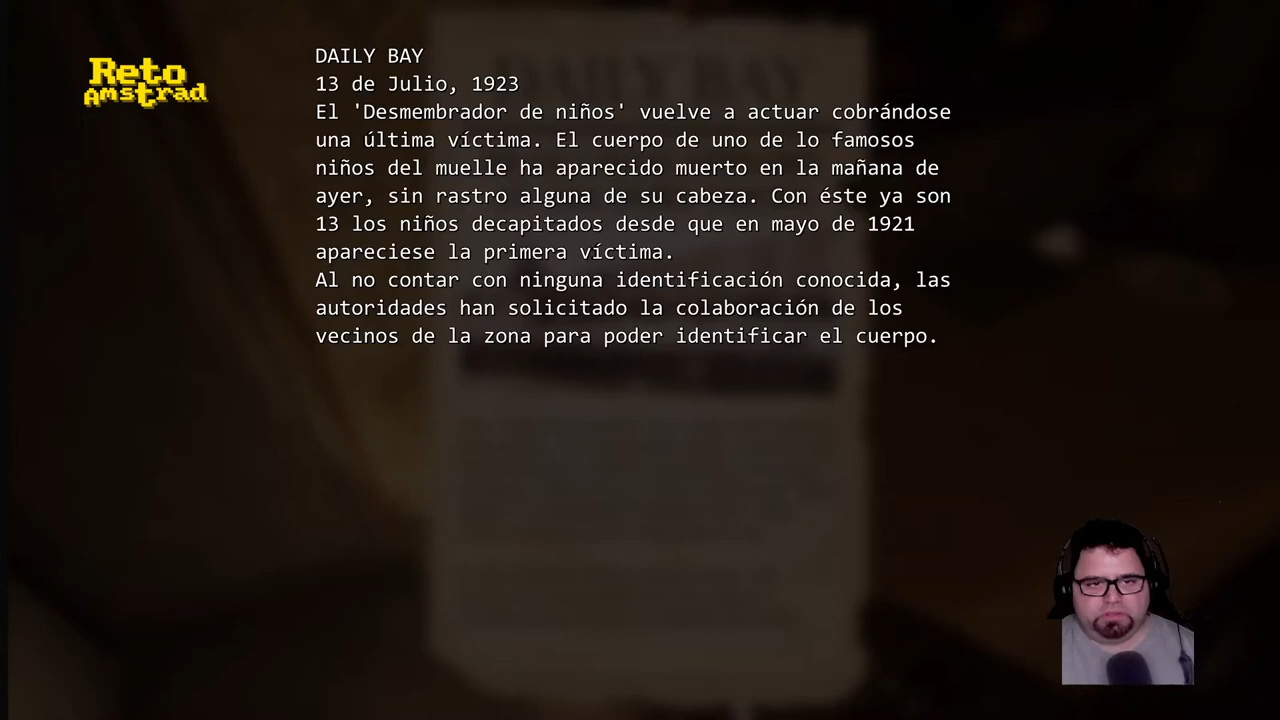 Reto
Amstrad
DAILY BAY
13 de Julio, 1923
El 'Desmembrador de niños' vuelve a actuar cobrándose
una última víctima. El cuerpo de uno de lo famosos
niños del muelle ha aparecido muerto en la mañana de
ayer, sin rastro alguna de su cabeza. Con éste ya son
13 los niños decapitados desde que en mayo de 1921
apareciese la primera víctima.
Al no contar con ninguna identificación conocida, las
autoridades han solicitado la colaboración de los
vecinos de la zona para poder identificar el cuerpo.